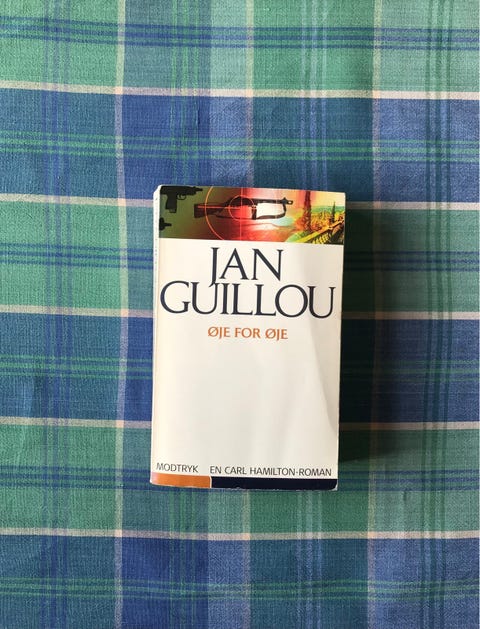 JAN
GUILLOU
ØJE FOR ØJE
MODTRYK EN CARL HAMILTON-ROMAN